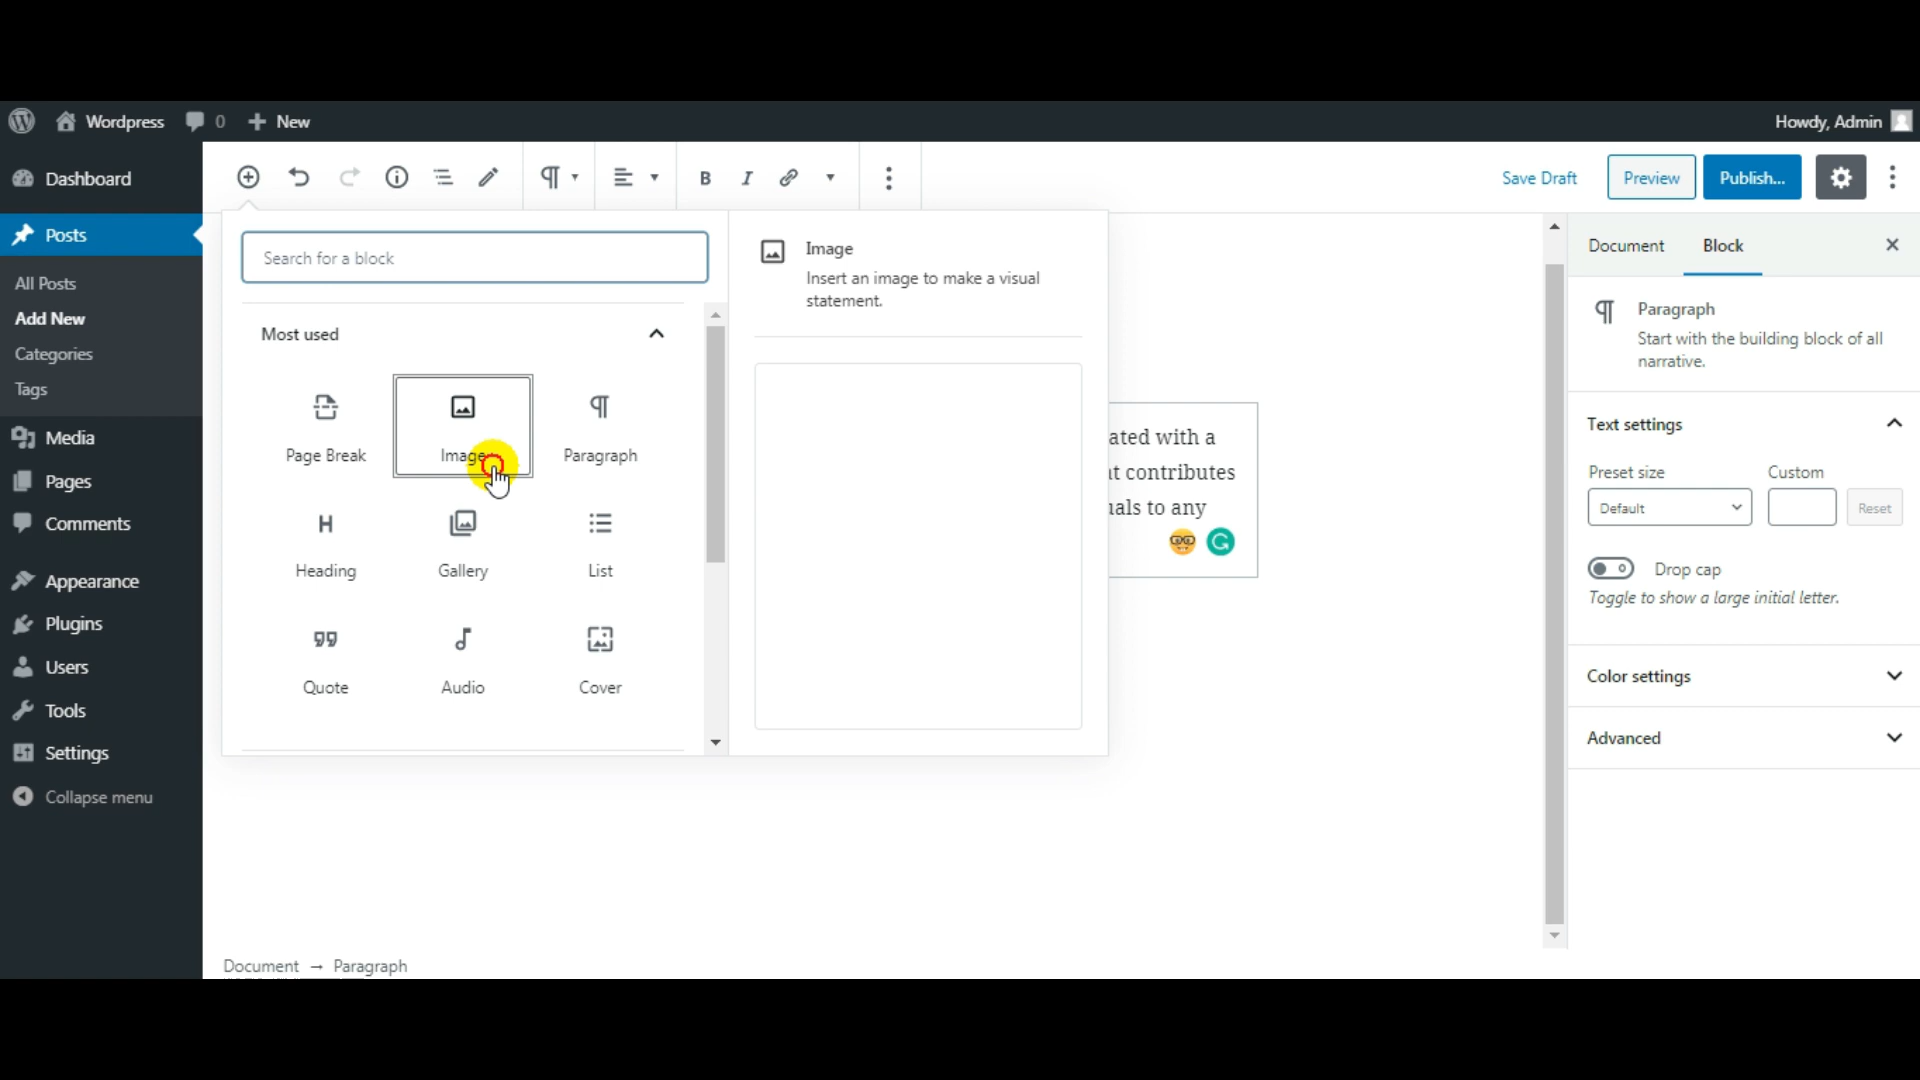 Wordpress 0 New Howdy, Admin
Dashboard
Posts
All Posts
Add New
Categories
Tags
Media
Pages
Comments
Appearance
Plugins
Users
Tools
Settings
Collapse menu
B I Save Draft Preview Publish...
Search for a block
Most used
Page Break Image Paragraph
Heading Gallery List
Quote Audio Cover
Image
Insert an image to make a visual
statement.
ated with a
at contributes
uals to any
Document Block
Paragraph
Start with the building block of all
narrative.
Text settings
Preset size Custom
Default Reset
Drop cap
Toggle to show a large initial letter.
Color settings
Advanced
Document → Paragraph